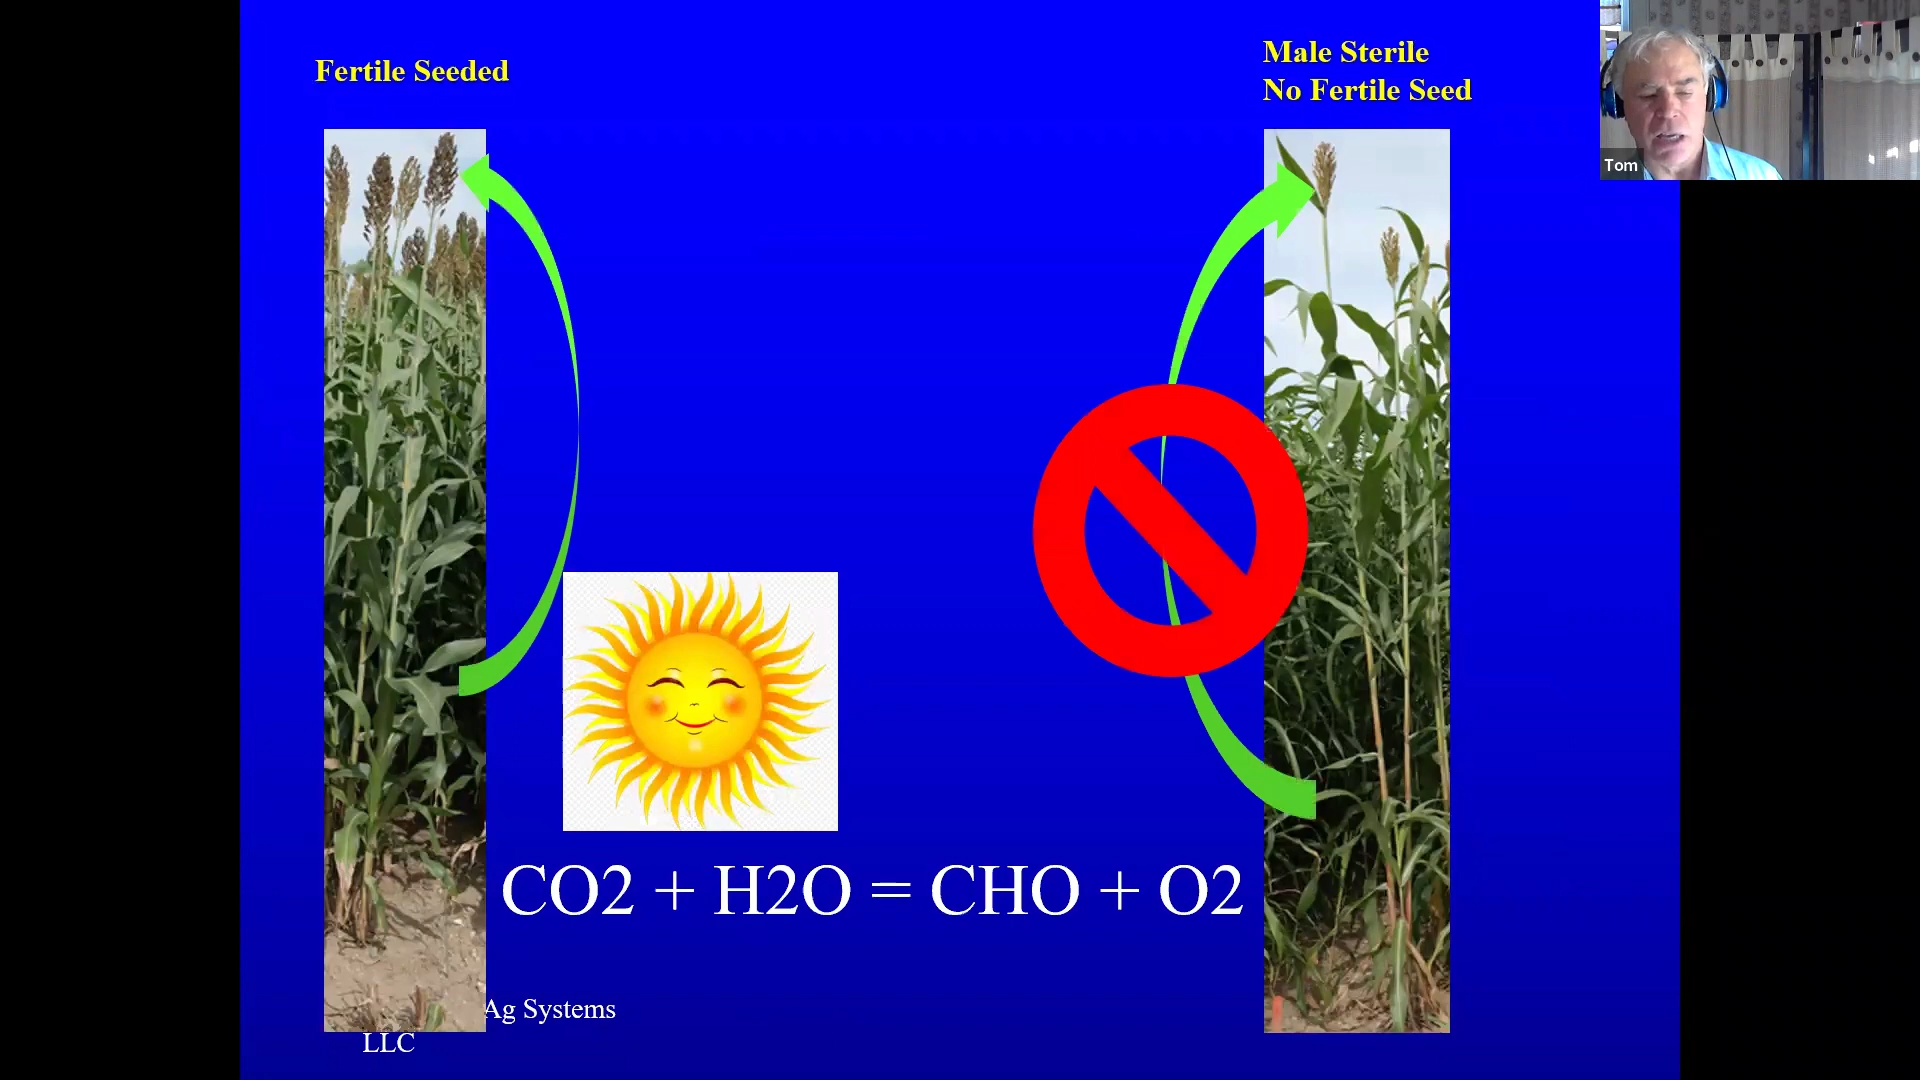 Fertile Seeded
Male Sterile
No Fertile Seed
Tom
CO2 + H2O = CHO + O2
Ag Systems
LLC